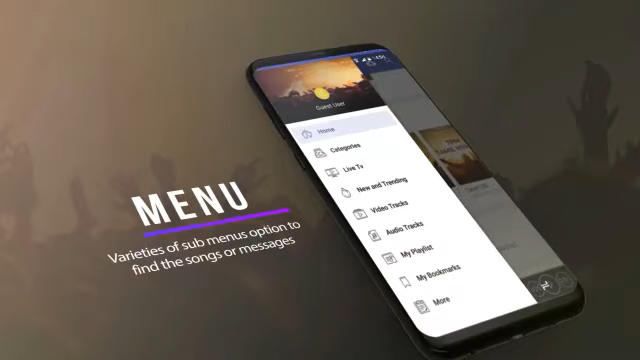 MENU
Varieties of sub menus option to
find the songs or messages
Guest User
Home
Categories
Live Tv
New and Trending
Video Tracks
Audio Tracks
My Playlist
My Bookmarks
More